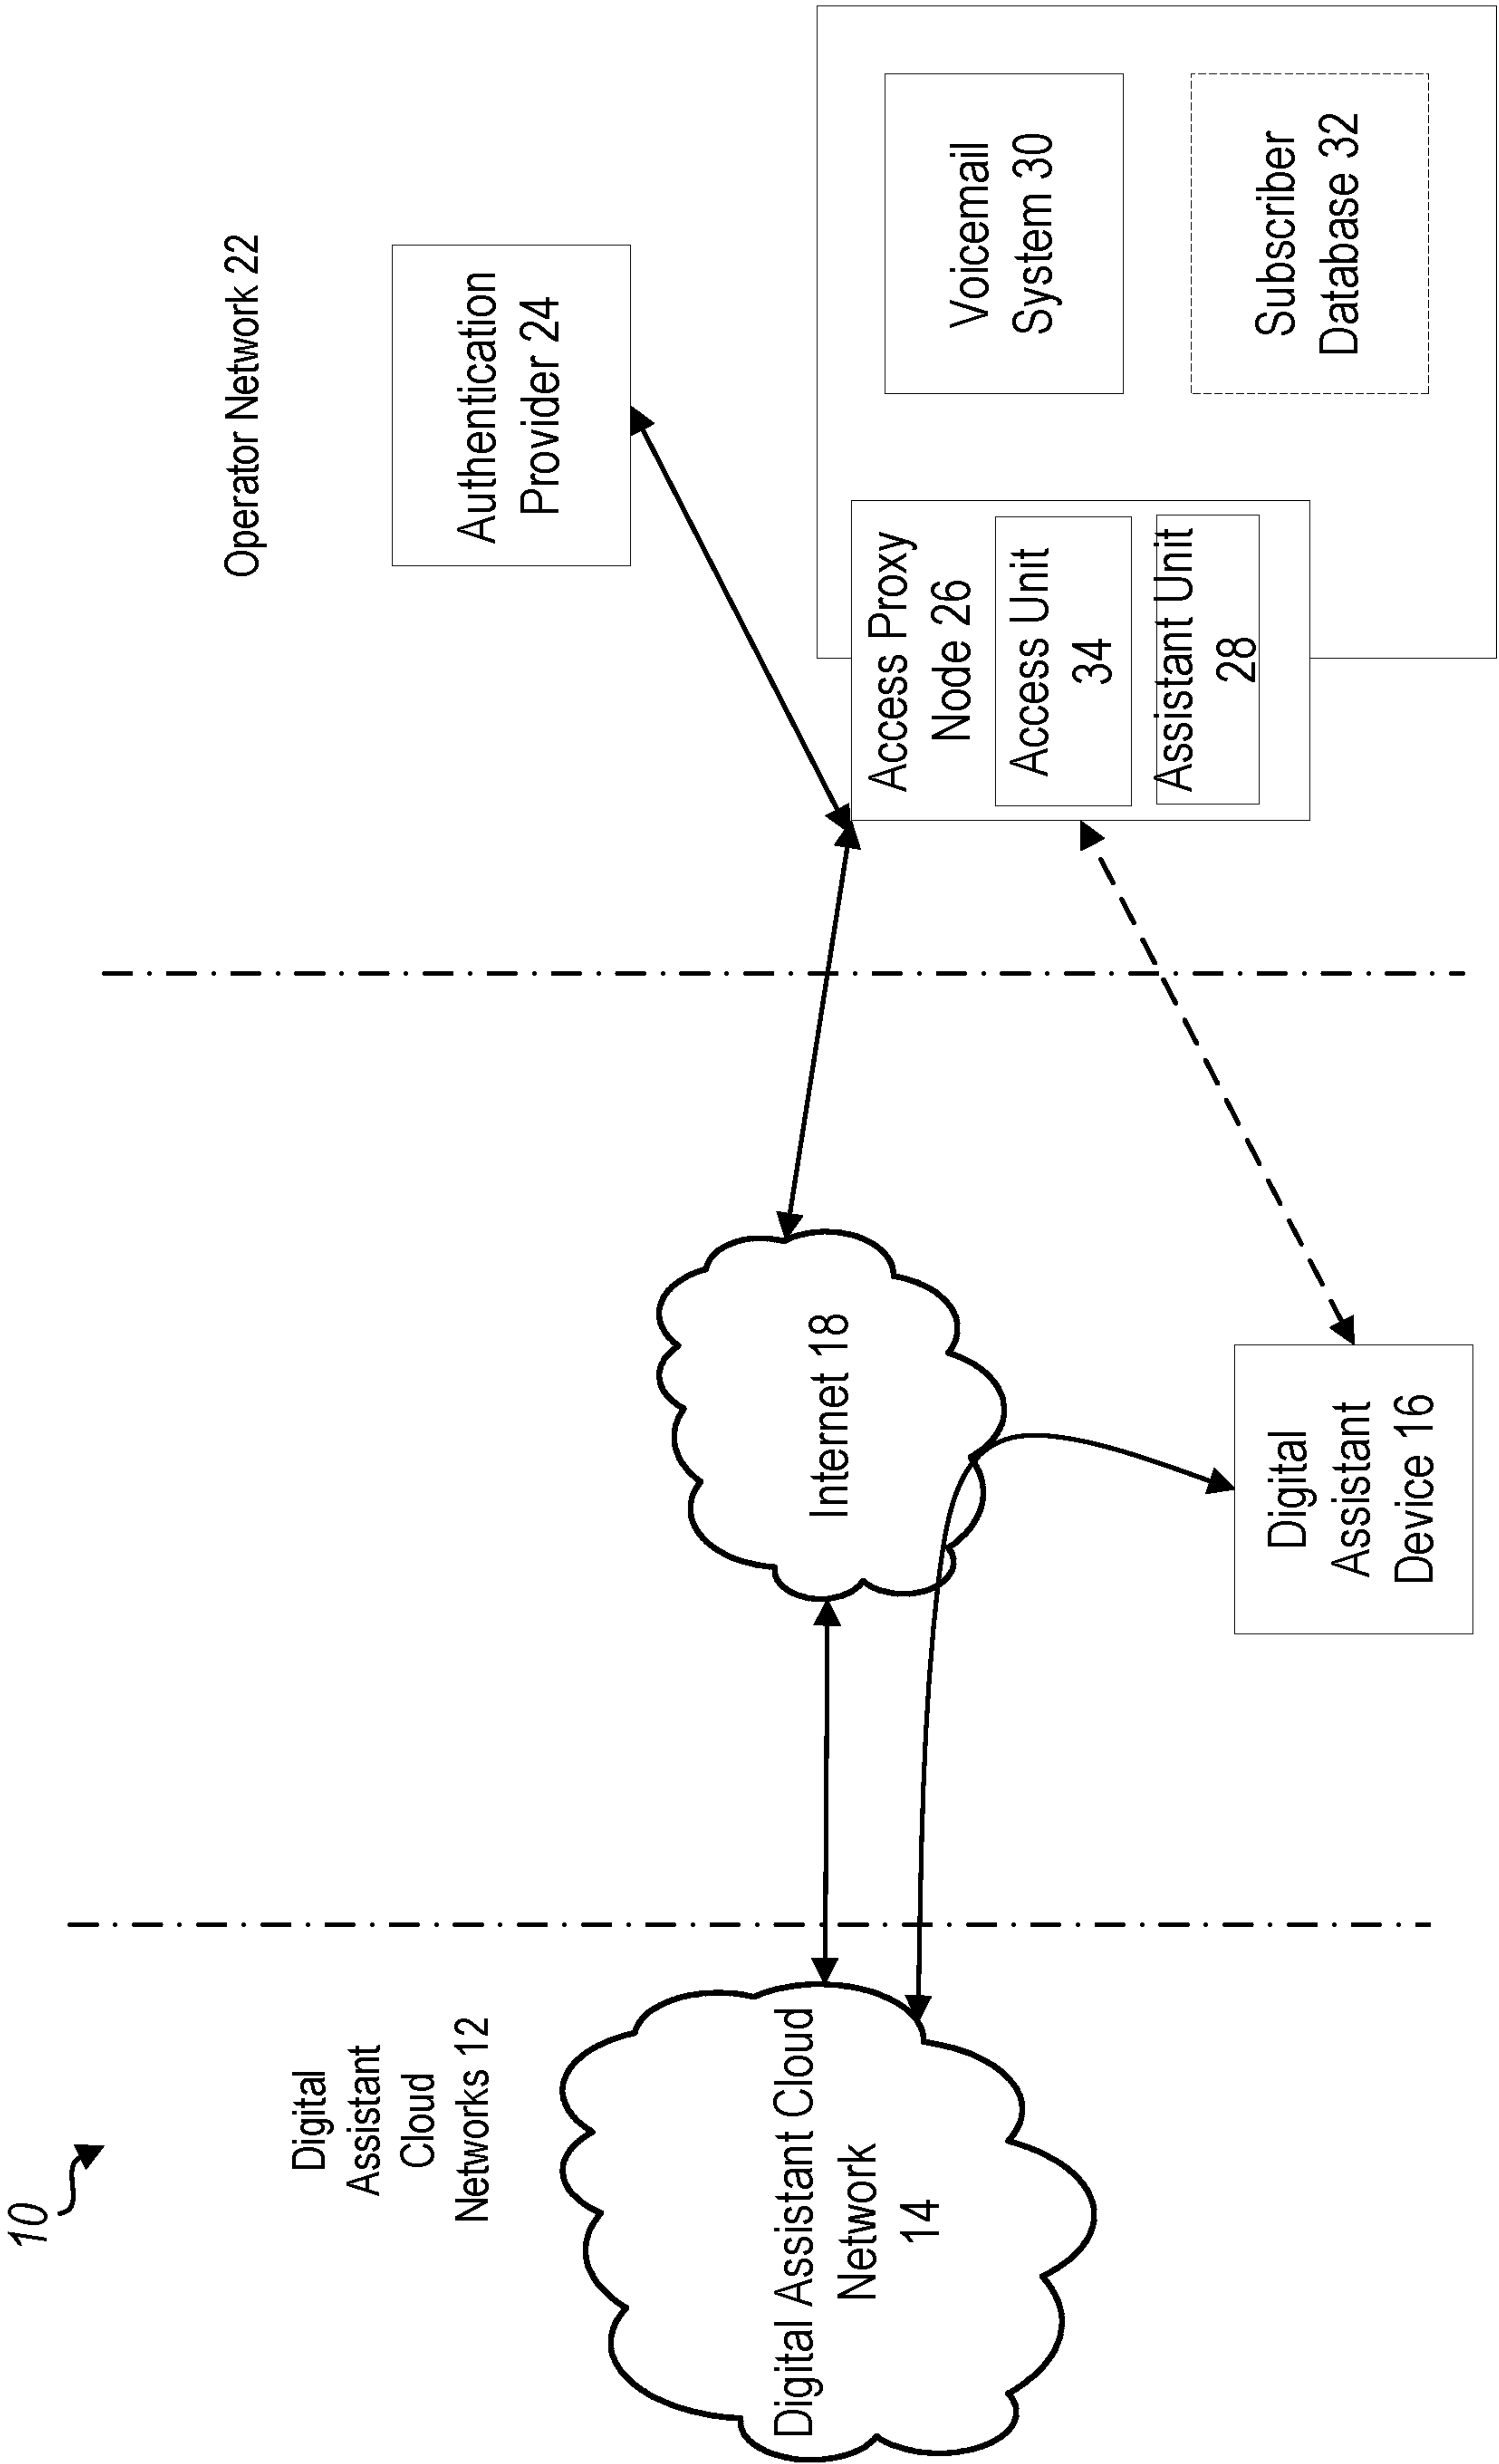 10
Digital
Assistant
Cloud
Networks 12
Digital Assistant Cloud
Network
14
Internet 18
Digital
Assistant
Device 16
Operator Network 22
Authentication
Provider 24
Access Proxy
Node 26
Access Unit
34
Assistant Unit
28
Voicemail
System 30
Subscriber
Database 32